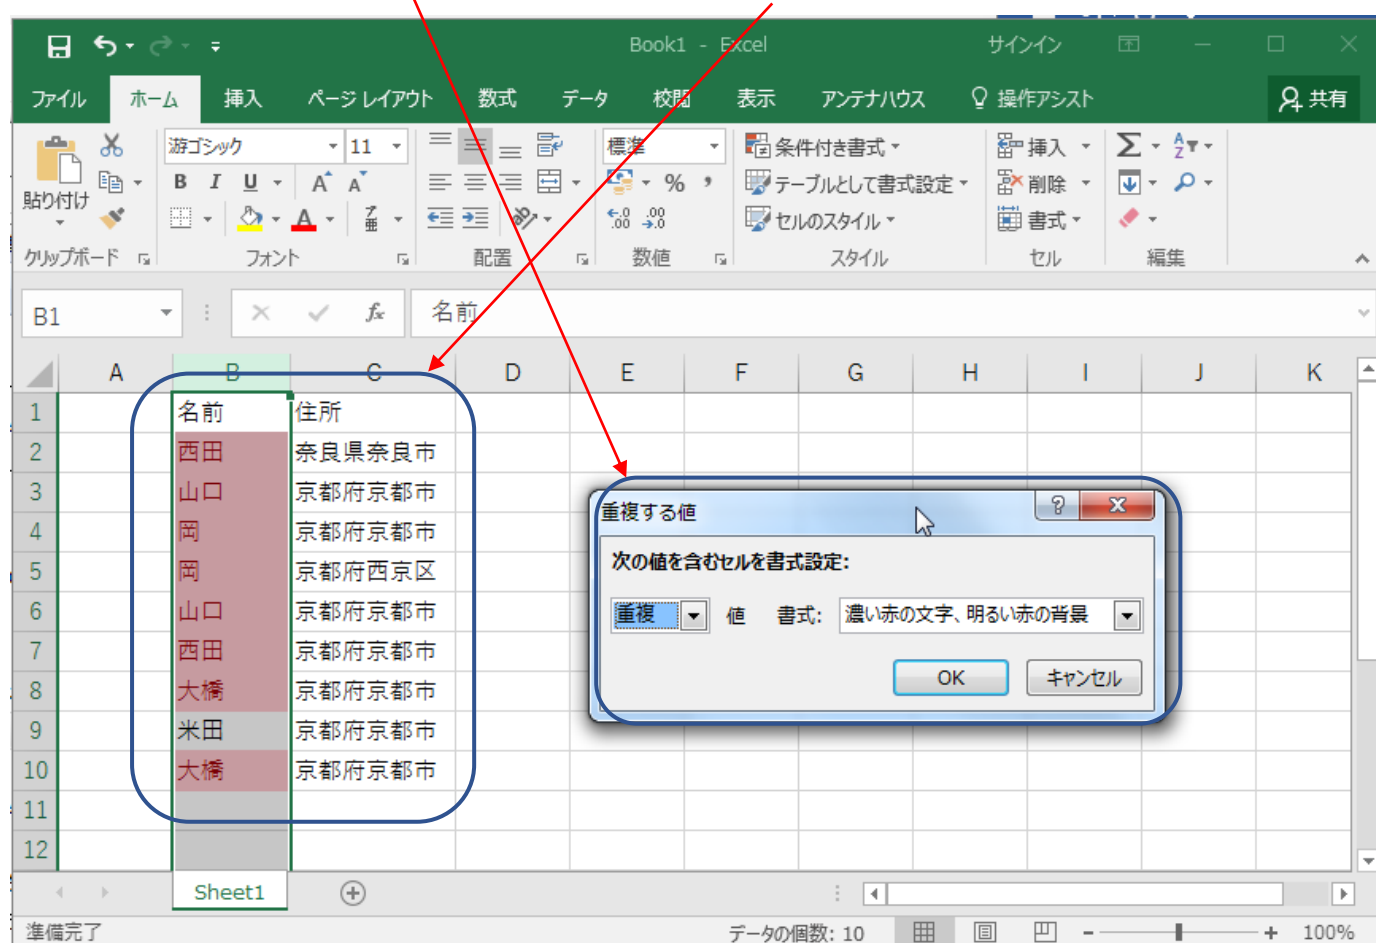 Book1 - Excel サインイン
ファイル ホーム 挿入 ページ レイアウト 数式 データ 校閲 表示 アンテナハウス 操作アシスト 共有
游ゴシック 11 標準 条件付き書式 挿入
貼り付け B I U % テーブルとして書式設定 削除
セルのスタイル 書式
クリップボード フォント 配置 数値 スタイル セル 編集
B1 fx 名前
A B C D E F G H I J K
1 名前 住所
2 西田 奈良県奈良市
3 山口 京都府京都市
4 岡 京都府京都市
5 岡 京都府西京区
6 山口 京都府京都市
7 西田 京都府京都市
8 大橋 京都府京都市
9 米田 京都府京都市
10 大橋 京都府京都市
11
12
重複する値
次の値を含むセルを書式設定:
重複 値 書式: 濃い赤の文字、明るい赤の背景
OK キャンセル
Sheet1
準備完了 データの個数: 10 100%